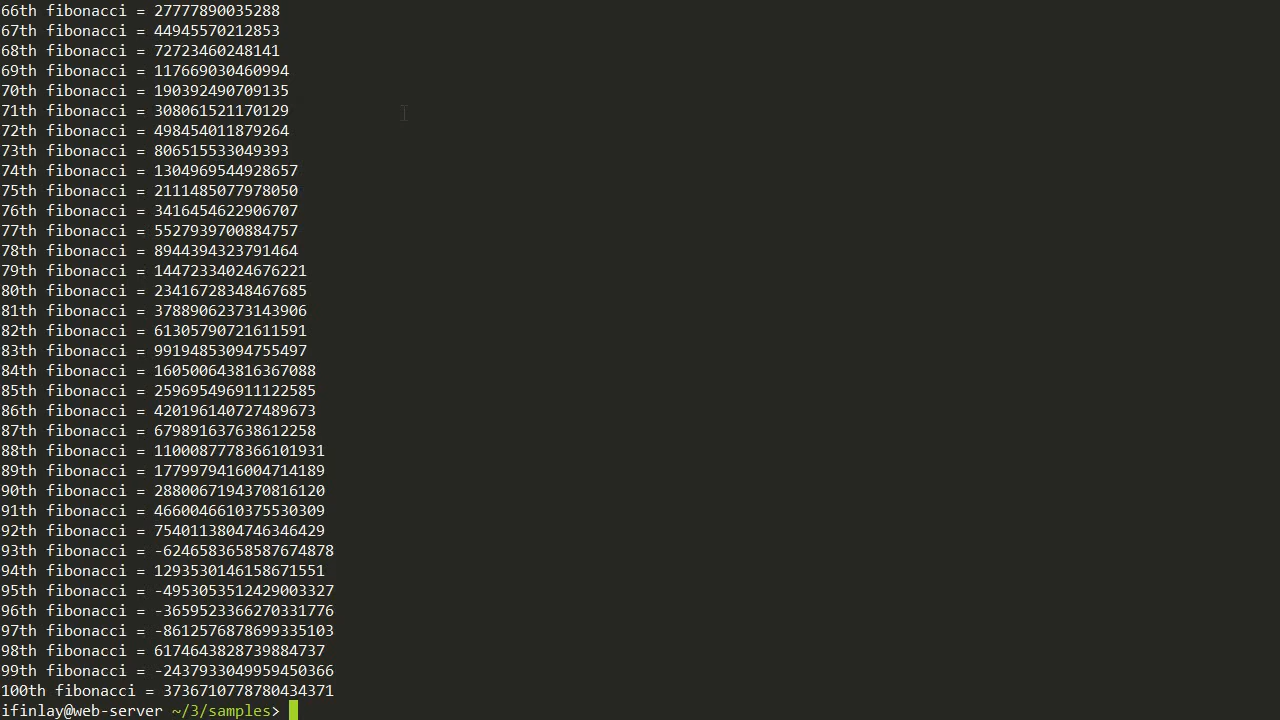 66th fibonacci = 27777890035288
67th fibonacci = 44945570212853
68th fibonacci = 72723460248141
69th fibonacci = 117669030460994
70th fibonacci = 190392490709135
71th fibonacci = 308061521170129
72th fibonacci = 498454011879264
73th fibonacci = 806515533049393
74th fibonacci = 1304969544928657
75th fibonacci = 2111485077978050
76th fibonacci = 3416454622906707
77th fibonacci = 5527939700884757
78th fibonacci = 8944394323791464
79th fibonacci = 14472334024676221
80th fibonacci = 23416728348467685
81th fibonacci = 37889062373143906
82th fibonacci = 61305790721611591
83th fibonacci = 99194853094755497
84th fibonacci = 160500643816367088
85th fibonacci = 259695496911122585
86th fibonacci = 420196140727489673
87th fibonacci = 679891637638612258
88th fibonacci = 1100087778366101931
89th fibonacci = 1779979416004714189
90th fibonacci = 2880067194370816120
91th fibonacci = 4660046610375530309
92th fibonacci = 7540113804746346429
93th fibonacci = -6246583658587674878
94th fibonacci = 1293530146158671551
95th fibonacci = -4953053512429003327
96th fibonacci = -3659523366270331776
97th fibonacci = -8612576878699335103
98th fibonacci = 6174643828739884737
99th fibonacci = -2437933049959450366
100th fibonacci = 3736710778780434371
ifinlay@web-server ~/3/samples>